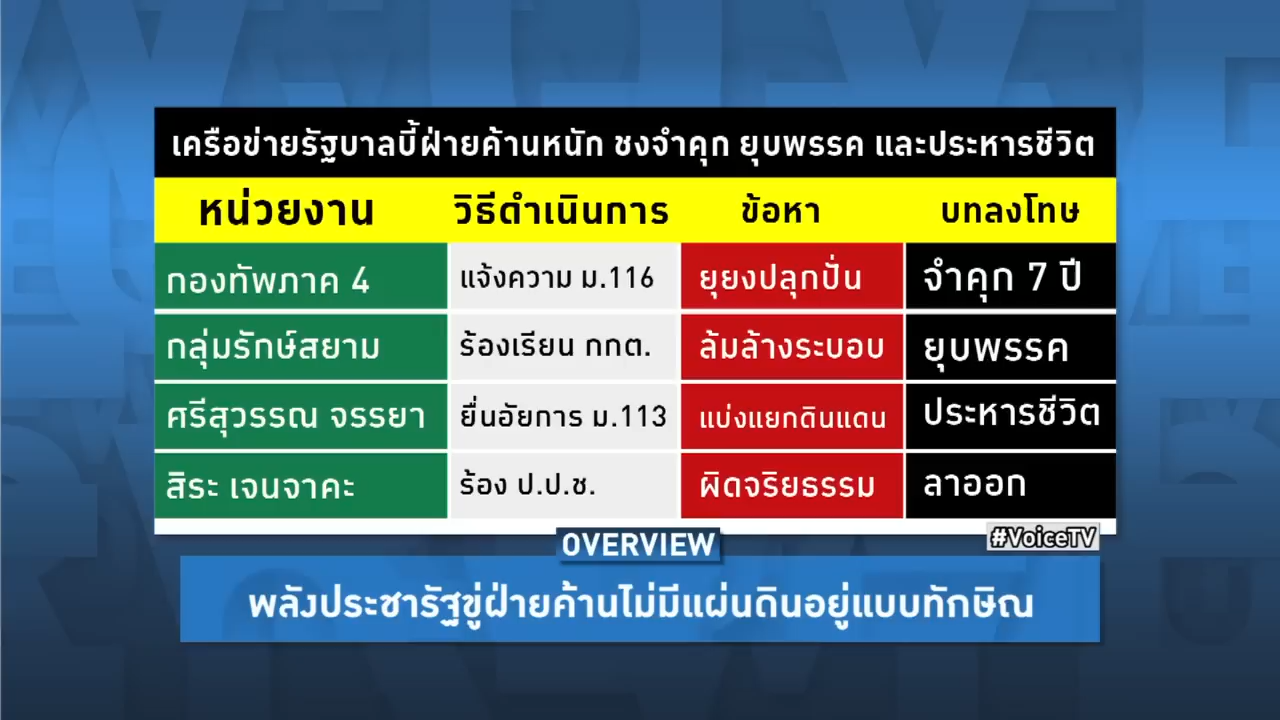 เครือข่ายรัฐบาลบี้ฝ่ายค้านหนัก ชงจำคุก ยุบพรรค และประหารชีวิต
หน่วยงาน วิธีดำเนินการ ข้อหา บทลงโทษ
กองทัพภาค 4 แจ้งความ ม.116 ยุยงปลุกปั่น จำคุก 7 ปี
กลุ่มรักษ์สยาม ร้องเรียน กกต. ล้มล้างระบอบ ยุบพรรค
ศรีสุวรรณ จรรยา ยื่นอัยการ ม.113 แบ่งแยกดินแดน ประหารชีวิต
สิระ เจนจาคะ ร้อง ป.ป.ช. ผิดจริยธรรม ลาออก
#VoiceTV
OVERVIEW
พลังประชารัฐขู่ฝ่ายค้านไม่มีแผ่นดินอยู่แบบทักษิณ